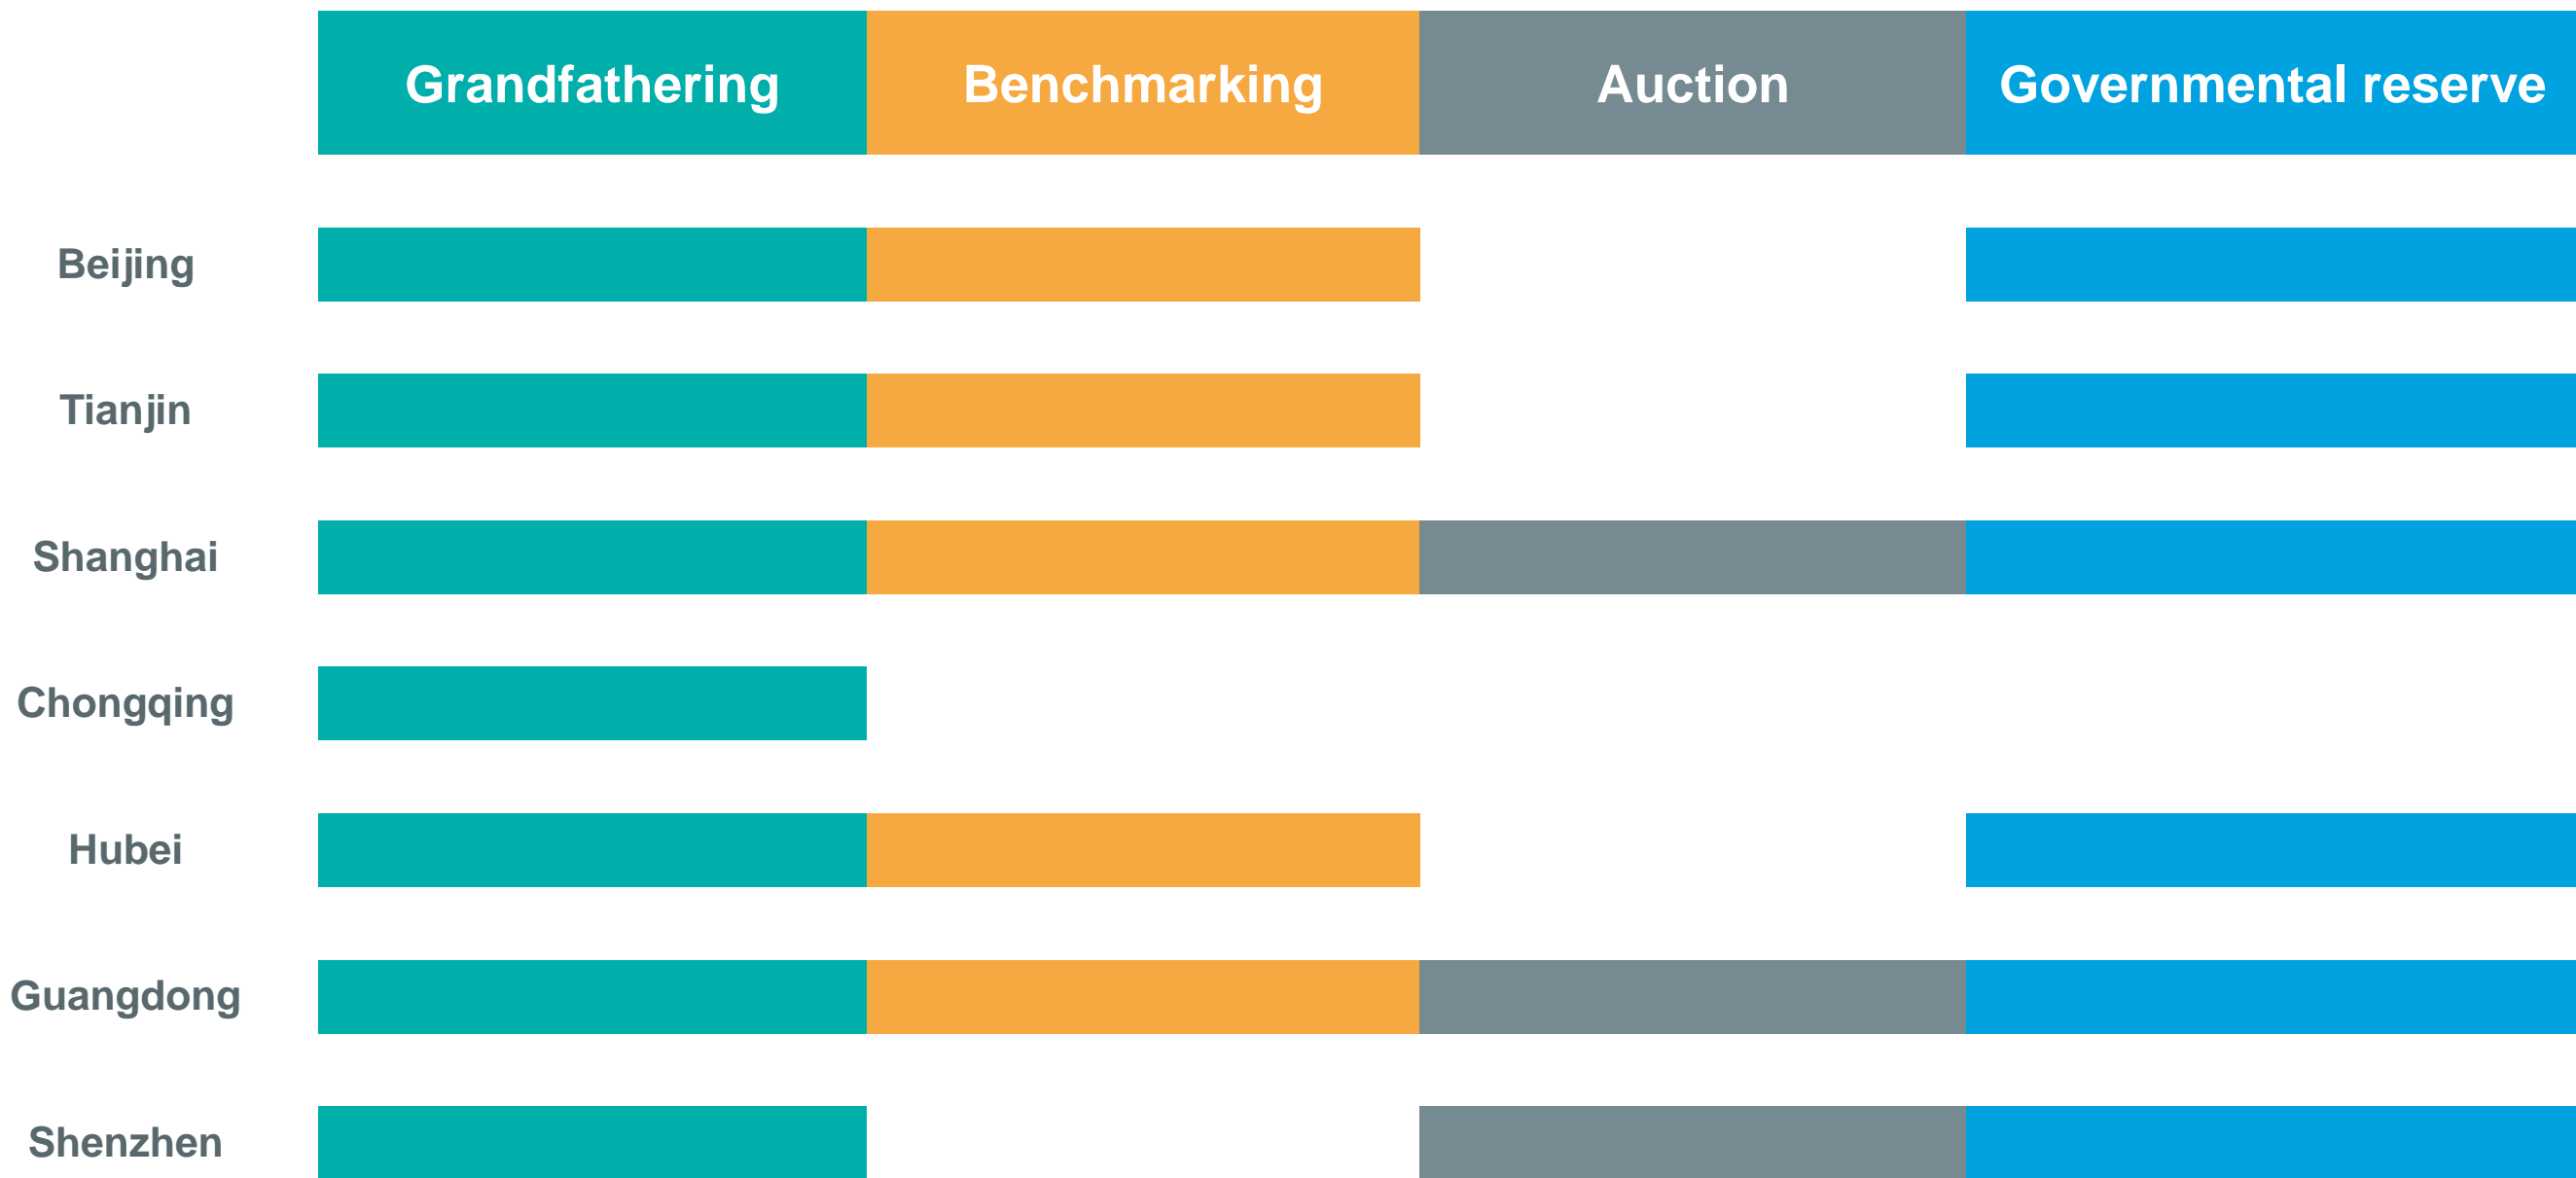 Grandfathering Benchmarking Auction Governmental reserve
Beijing
Tianjin
Shanghai
Chongqing
Hubei
Guangdong
Shenzhen